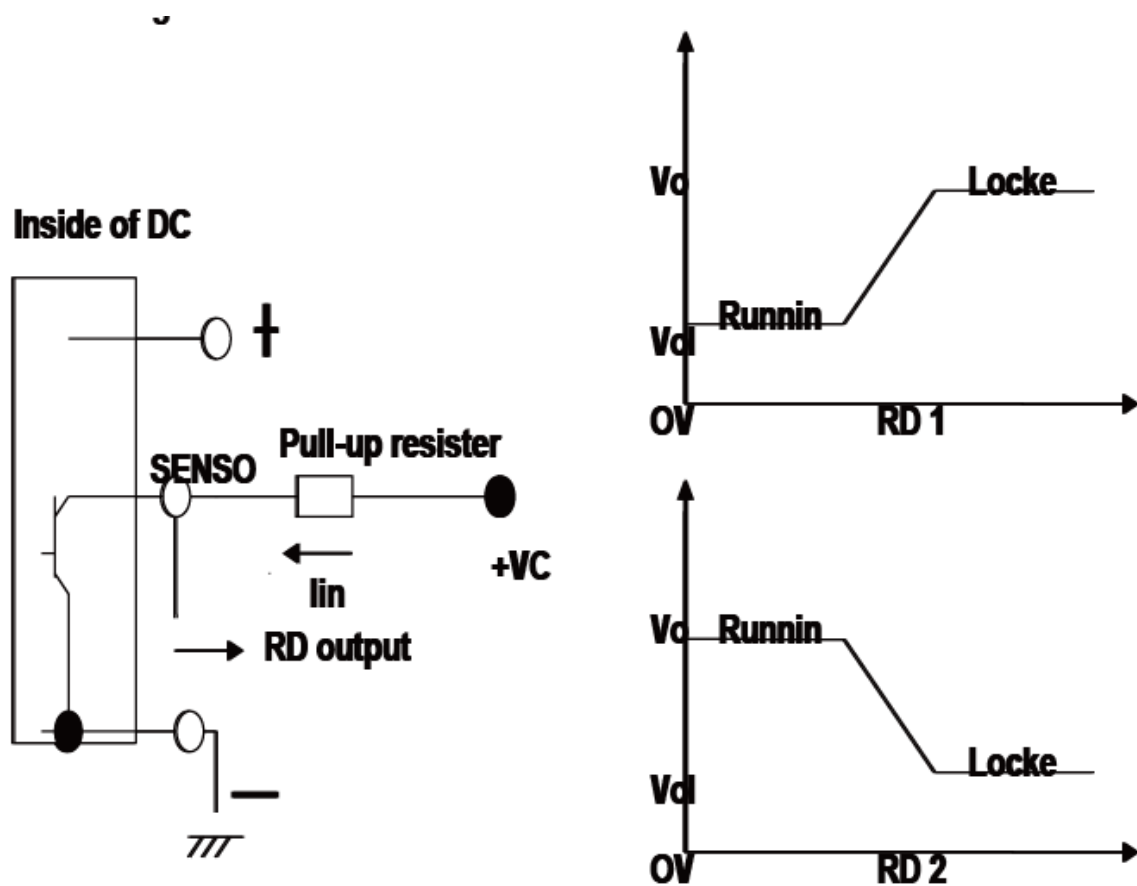 Inside of DC
+
SENSO
Pull-up resister
+VC
Iin
RD output
—
Vo
Locke
Runnin
Vol
OV
RD 1
Vo
Runnin
Locke
Vol
OV
RD 2